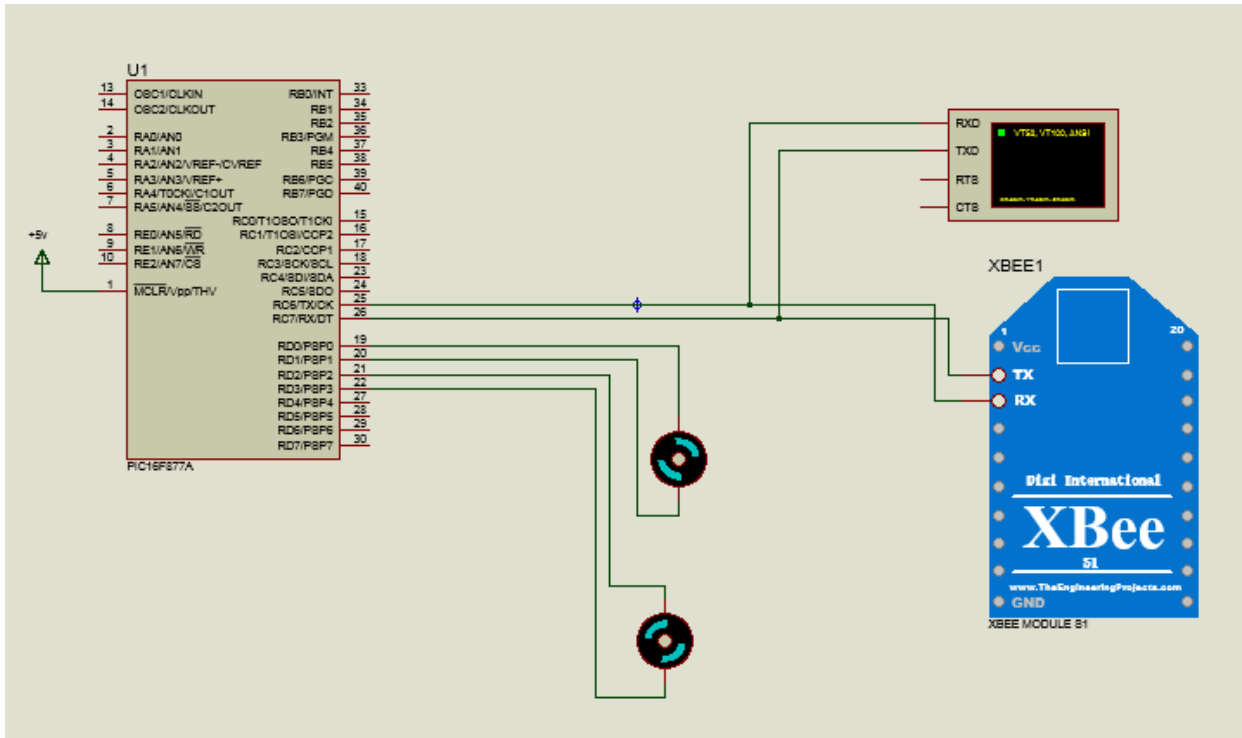 U1
13 OSC1/CLKIN
14 OSC2/CLKOUT
2 RA0/AN0
3 RA1/AN1
4 RA2/AN2/VREF-/CVREF
5 RA3/AN3/VREF+
6 RA4/T0CKI/C1OUT
7 RA5/AN4/SS/C2OUT
8 RE0/AN5/RD
9 RE1/AN6/WR
10 RE2/AN7/CS
+5v
1 MCLR/Vpp/THV
RB0/INT 33
RB1 34
RB2 35
RB3/PGM 36
RB4 37
RB5 38
RB6/PGC 39
RB7/PGD 40
RC0/T1OSO/T1CKI 15
RC1/T1OSI/CCP2 16
RC2/CCP1 17
RC3/SCK/SCL 18
RC4/SDI/SDA 23
RC5/SDO 24
RC6/TX/CK 25
RC7/RX/DT 26
RD0/PSP0 19
RD1/PSP1 20
RD2/PSP2 21
RD3/PSP3 22
RD4/PSP4 27
RD5/PSP5 28
RD6/PSP6 29
RD7/PSP7 30
PIC16F877A
RXD
TXD
RTS
CTS
VT52, VT100, ANSI
XBEE1
1 20
Vcc
TX
RX
Digi International
XBee
S1
www.TheEngineeringProjects.com
GND
XBEE MODULE S1